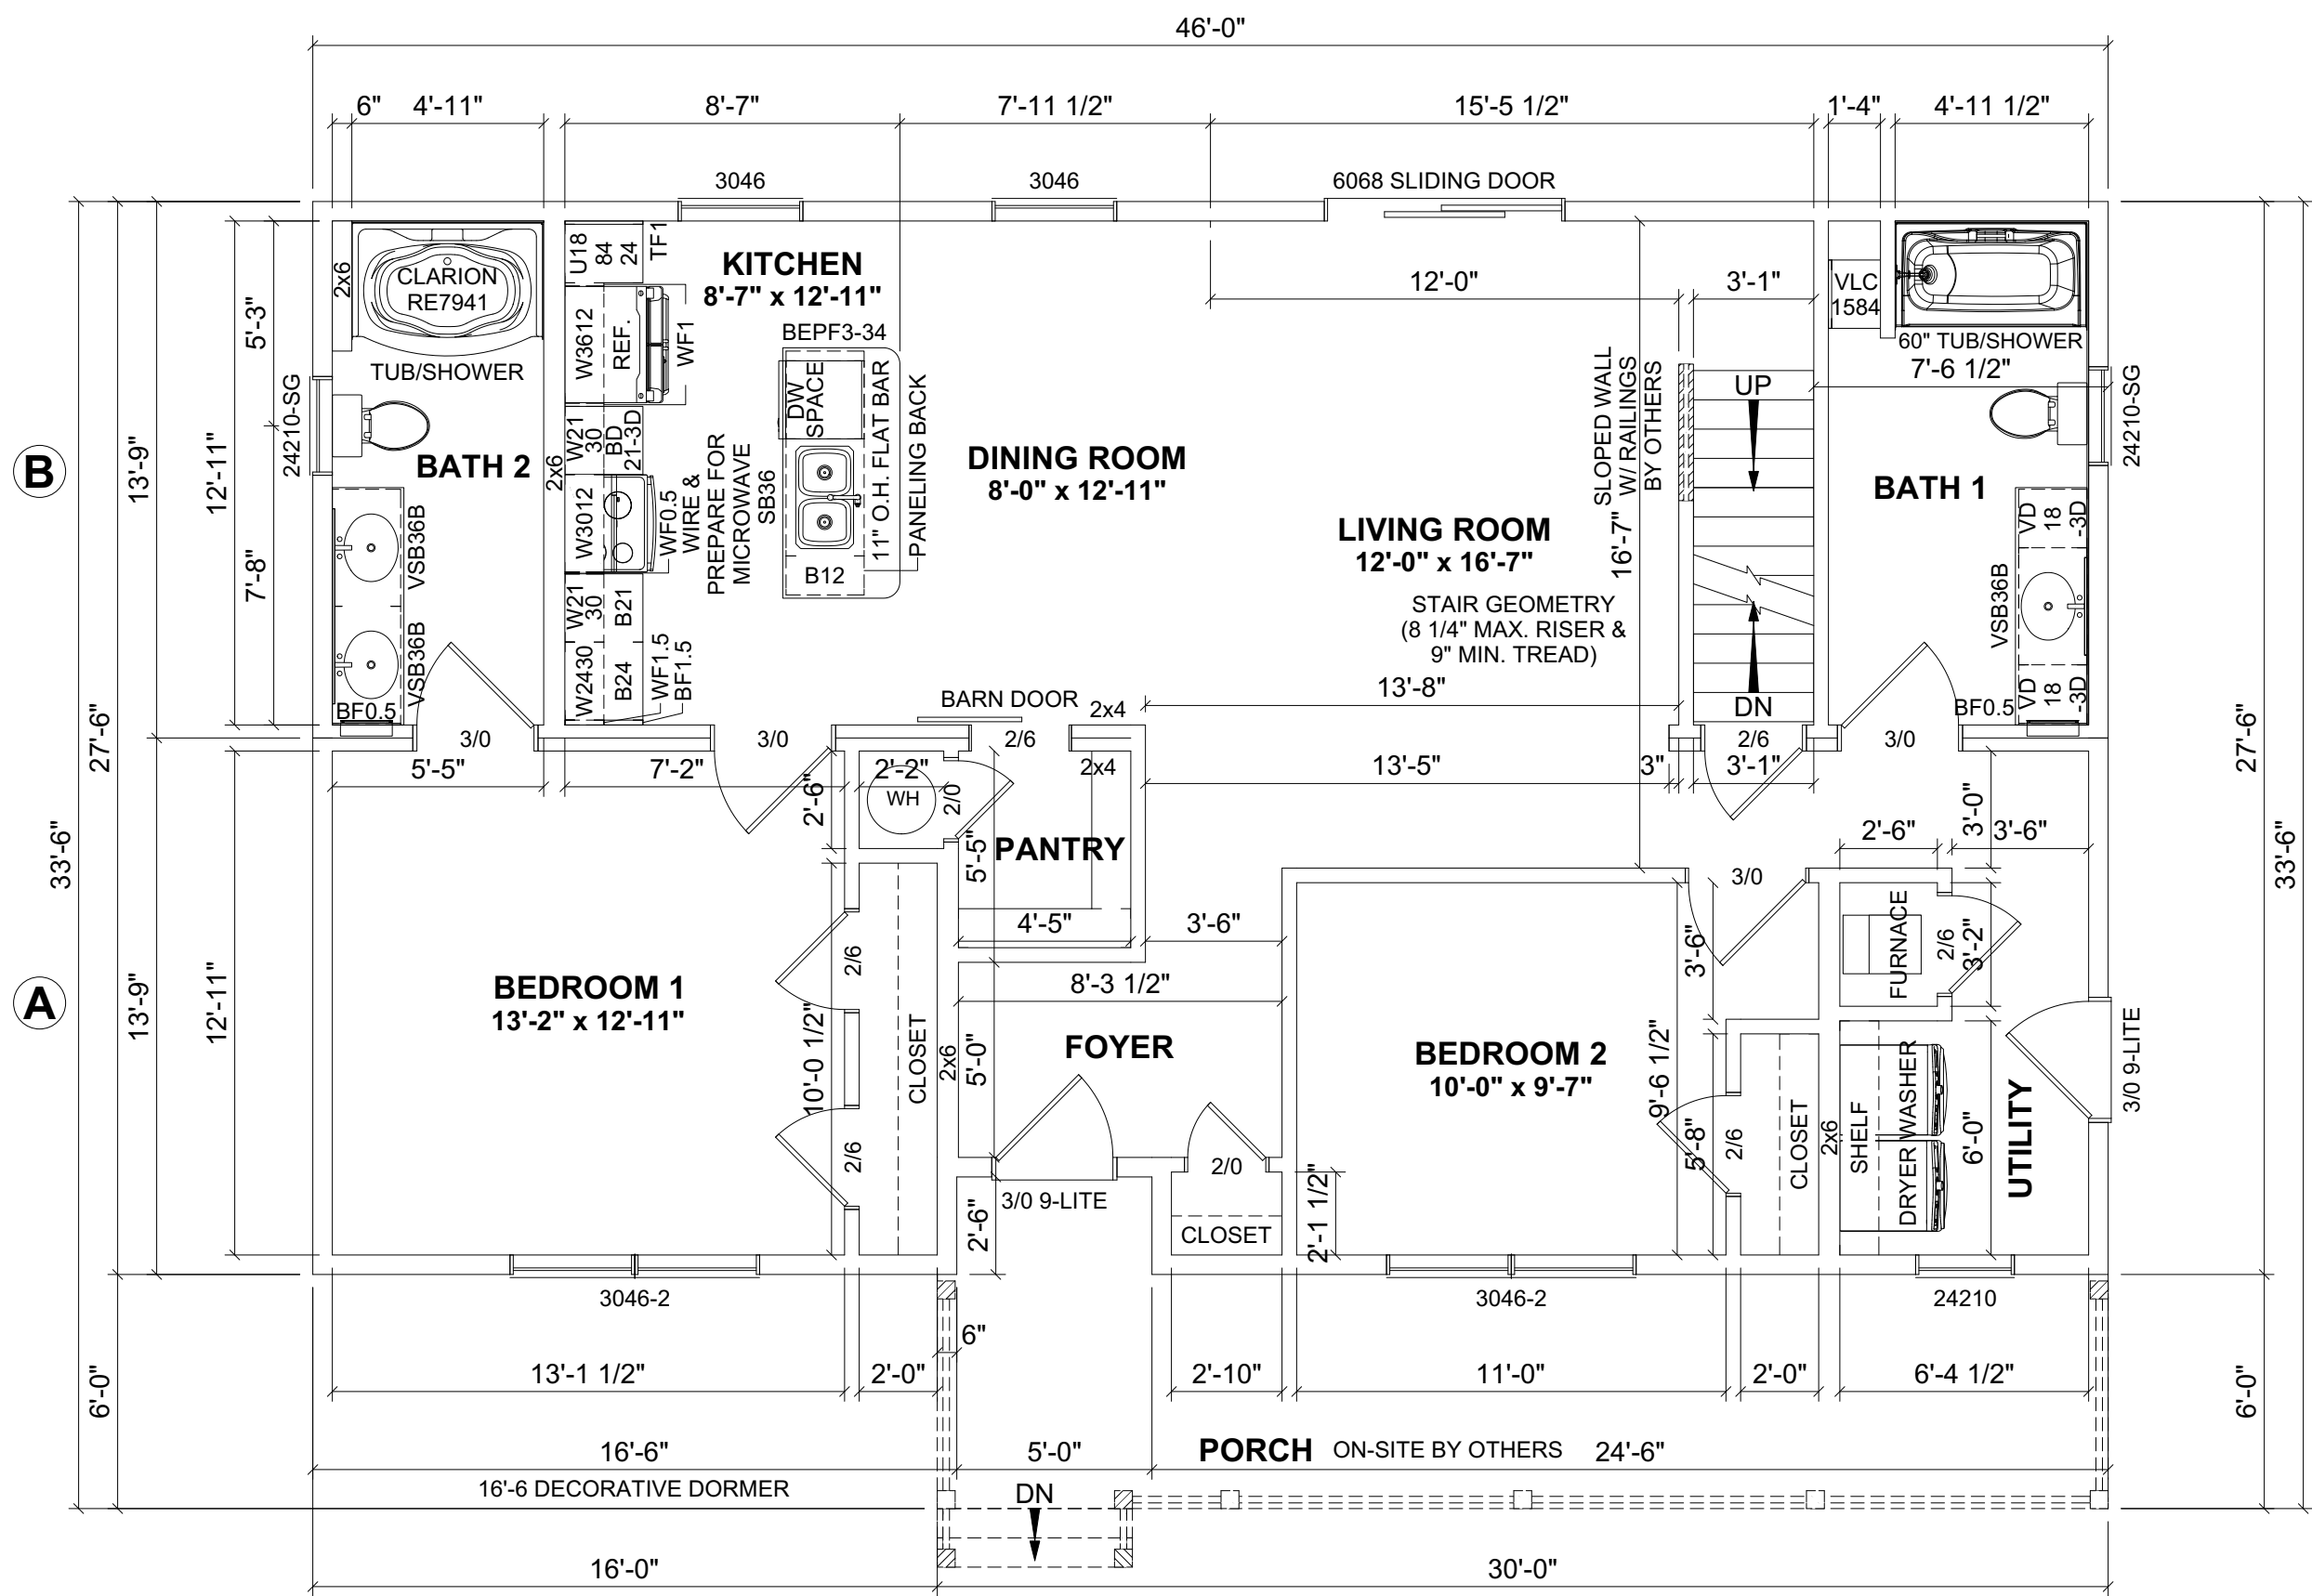 46'-0"
6" 4'-11" 8'-7" 7'-11 1/2" 15'-5 1/2" 1'-4" 4'-11 1/2"
3046 3046 6068 SLIDING DOOR
CLARION
RE7941
TUB/SHOWER
2x6
5'-3"
7'-8"
24210-SG
BATH 2
VSB36B
VSB36B
BF0.5
U18
84
24
TF1
KITCHEN
8'-7" x 12'-11"
W3612
REF.
WF1
W21
30
BD
21-3D
2x6
W3012
WF0.5
WIRE &
PREPARE FOR
MICROWAVE
W21
30
B21
W2430
B24
WF1.5
BF1.5
BEPF3-34
DW
SPACE
SB36
B12
11" O.H. FLAT BAR
PANELING BACK
DINING ROOM
8'-0" x 12'-11"
12'-0" 3'-1"
LIVING ROOM
12'-0" x 16'-7"
16'-7"
SLOPED WALL
W/ RAILINGS
BY OTHERS
STAIR GEOMETRY
(8 1/4" MAX. RISER &
9" MIN. TREAD)
UP
DN
VLC
1584
60" TUB/SHOWER
7'-6 1/2"
24210-SG
BATH 1
VD
18
-3D
VSB36B
VD
18
-3D
BF0.5
B
13'-9"
12'-11"
27'-6"
33'-6"
A
13'-9"
12'-11"
6'-0"
27'-6"
33'-6"
6'-0"
BARN DOOR
2x4
13'-8"
3/0 3/0 2/6 2/6 3/0
5'-5" 7'-2" 2'-2" 2x4 13'-5" 3" 3'-1"
2'-6"
WH
2/0
PANTRY
5'-5"
4'-5" 3'-6"
8'-3 1/2"
3/0
2'-6" 3'-6"
3'-0"
FURNACE
2/6
3'-2"
3'-6"
BEDROOM 1
13'-2" x 12'-11"
2/6
10'-0 1/2"
2/6
CLOSET
2x6
5'-0"
FOYER
BEDROOM 2
10'-0" x 9'-7"
9'-6 1/2"
5'-8"
2/6
CLOSET
2x6
SHELF
WASHER
DRYER
6'-0"
UTILITY
3/0 9-LITE
2/0
3/0 9-LITE
2'-6"
CLOSET
2'-1 1/2"
3046-2 3046-2 24210
6"
13'-1 1/2" 2'-0" 2'-10" 11'-0" 2'-0" 6'-4 1/2"
16'-6" 5'-0" PORCH ON-SITE BY OTHERS 24'-6"
16'-6 DECORATIVE DORMER
DN
16'-0" 30'-0"